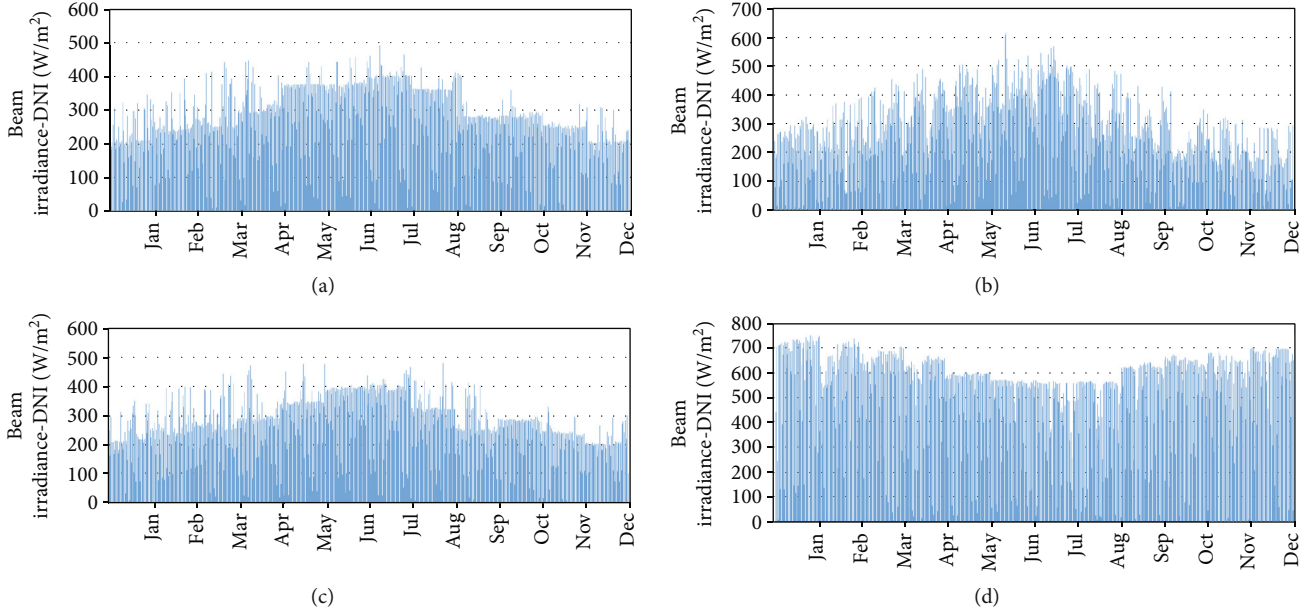 Beam
irradiance-DNI (W/m²)
600
500
400
300
200
100
0
Jan
Feb
Mar
Apr
May
Jun
Jul
Aug
Sep
Oct
Nov
Dec
(a)
Beam
irradiance-DNI (W/m²)
700
600
500
400
300
200
100
0
Jan
Feb
Mar
Apr
May
Jun
Jul
Aug
Sep
Oct
Nov
Dec
(b)
Beam
irradiance-DNI (W/m²)
600
500
400
300
200
100
0
Jan
Feb
Mar
Apr
May
Jun
Jul
Aug
Sep
Oct
Nov
Dec
(c)
Beam
irradiance-DNI (W/m²)
800
700
600
500
400
300
200
100
0
Jan
Feb
Mar
Apr
May
Jun
Jul
Aug
Sep
Oct
Nov
Dec
(d)